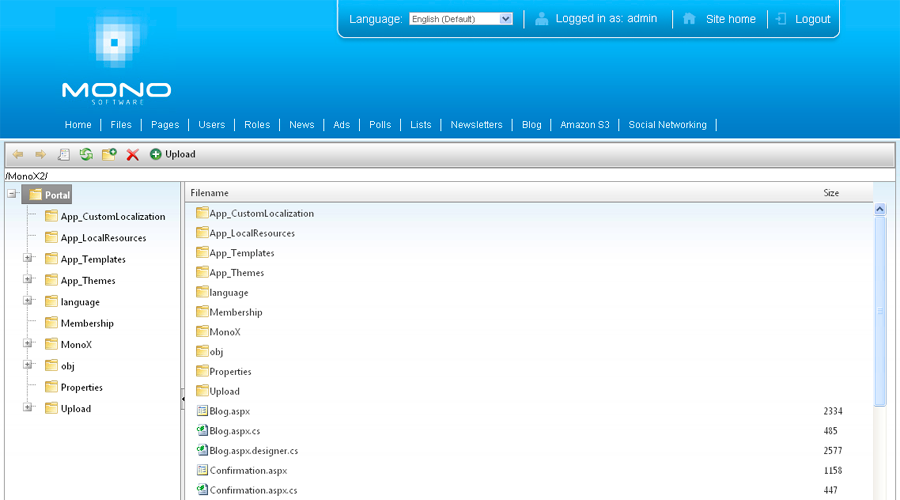 Language: English (Default) Logged in as: admin Site home Logout
MONO
SOFTWARE
Home Files Pages Users Roles News Ads Polls Lists Newsletters Blog Amazon S3 Social Networking
Upload
/MonoX2/
Portal
App_CustomLocalization
App_LocalResources
App_Templates
App_Themes
language
Membership
MonoX
obj
Properties
Upload
Filename Size
App_CustomLocalization
App_LocalResources
App_Templates
App_Themes
language
Membership
MonoX
obj
Properties
Upload
Blog.aspx 2334
Blog.aspx.cs 485
Blog.aspx.designer.cs 2577
Confirmation.aspx 1158
Confirmation.aspx.cs 447